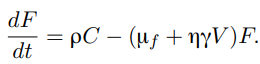 dF/dt = ρC − (μ_f + ηγV)F.